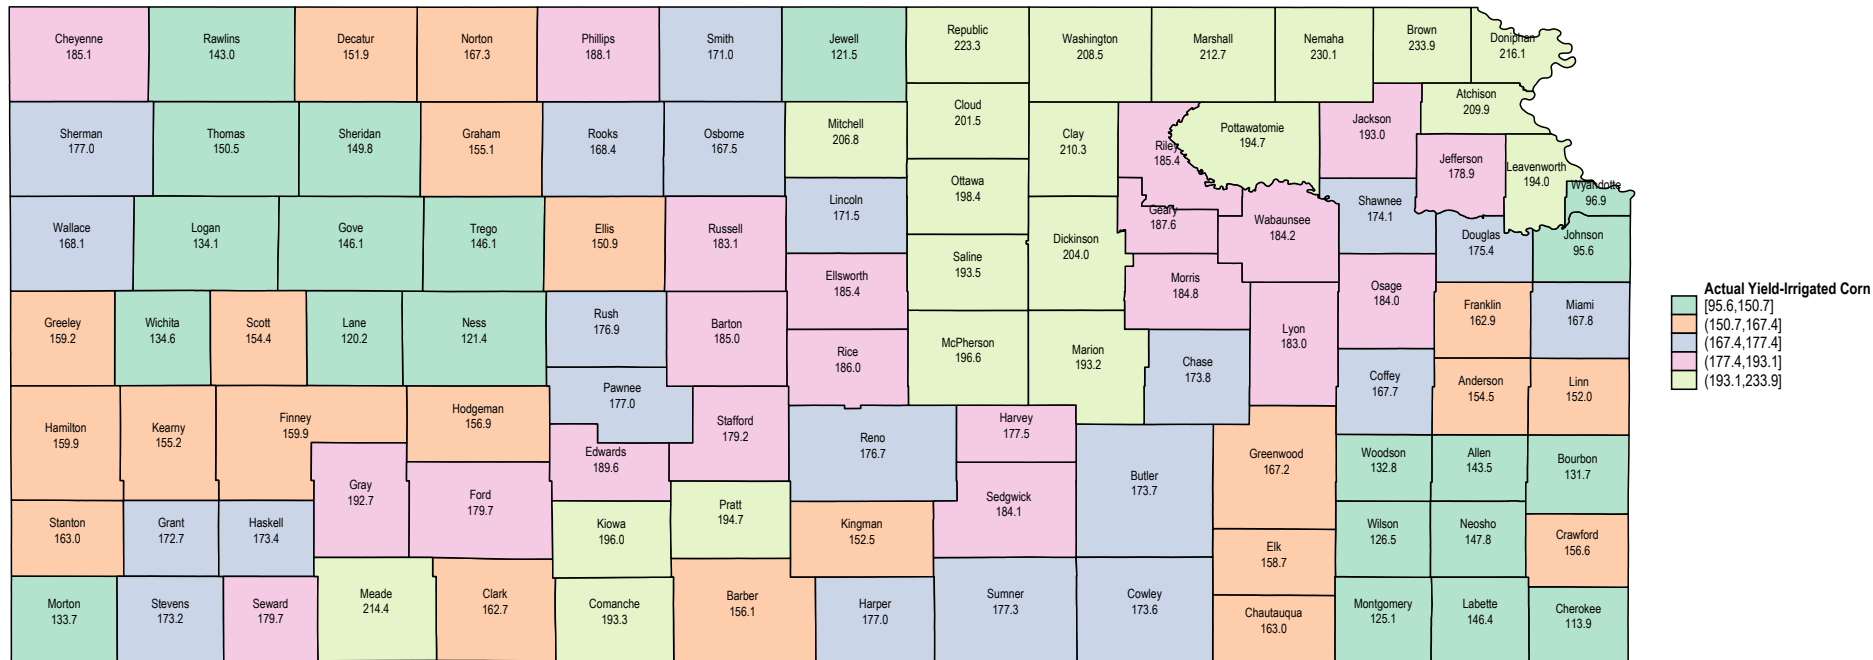 Cheyenne
185.1
Rawlins
143.0
Decatur
151.9
Norton
167.3
Phillips
188.1
Smith
171.0
Jewell
121.5
Republic
223.3
Washington
208.5
Marshall
212.7
Nemaha
230.1
Brown
233.9
Doniphan
216.1
Sherman
177.0
Thomas
150.5
Sheridan
149.8
Graham
155.1
Rooks
168.4
Osborne
167.5
Mitchell
206.8
Cloud
201.5
Clay
210.3
Riley
185.4
Pottawatomie
194.7
Jackson
193.0
Atchison
209.9
Jefferson
178.9
Leavenworth
194.0
Wyandotte
96.9
Wallace
168.1
Logan
134.1
Gove
146.1
Trego
146.1
Ellis
150.9
Russell
183.1
Lincoln
171.5
Ottawa
198.4
Geary
187.6
Wabaunsee
184.2
Shawnee
174.1
Douglas
175.4
Johnson
95.6
Ellsworth
185.4
Saline
193.5
Dickinson
204.0
Morris
184.8
Osage
184.0
Franklin
162.9
Miami
167.8
Greeley
159.2
Wichita
134.6
Scott
154.4
Lane
120.2
Ness
121.4
Rush
176.9
Barton
185.0
Rice
186.0
McPherson
196.6
Marion
193.2
Chase
173.8
Lyon
183.0
Coffey
167.7
Anderson
154.5
Linn
152.0
Hamilton
159.9
Kearny
155.2
Finney
159.9
Hodgeman
156.9
Pawnee
177.0
Stafford
179.2
Edwards
189.6
Reno
176.7
Harvey
177.5
Butler
173.7
Greenwood
167.2
Woodson
132.8
Allen
143.5
Bourbon
131.7
Gray
192.7
Ford
179.7
Sedgwick
184.1
Stanton
163.0
Grant
172.7
Haskell
173.4
Kiowa
196.0
Pratt
194.7
Kingman
152.5
Elk
158.7
Wilson
126.5
Neosho
147.8
Crawford
156.6
Morton
133.7
Stevens
173.2
Seward
179.7
Meade
214.4
Clark
162.7
Comanche
193.3
Barber
156.1
Harper
177.0
Sumner
177.3
Cowley
173.6
Chautauqua
163.0
Montgomery
125.1
Labette
146.4
Cherokee
113.9
Actual Yield-Irrigated Corn
[95.6,150.7]
(150.7,167.4]
(167.4,177.4]
(177.4,193.1]
(193.1,233.9]